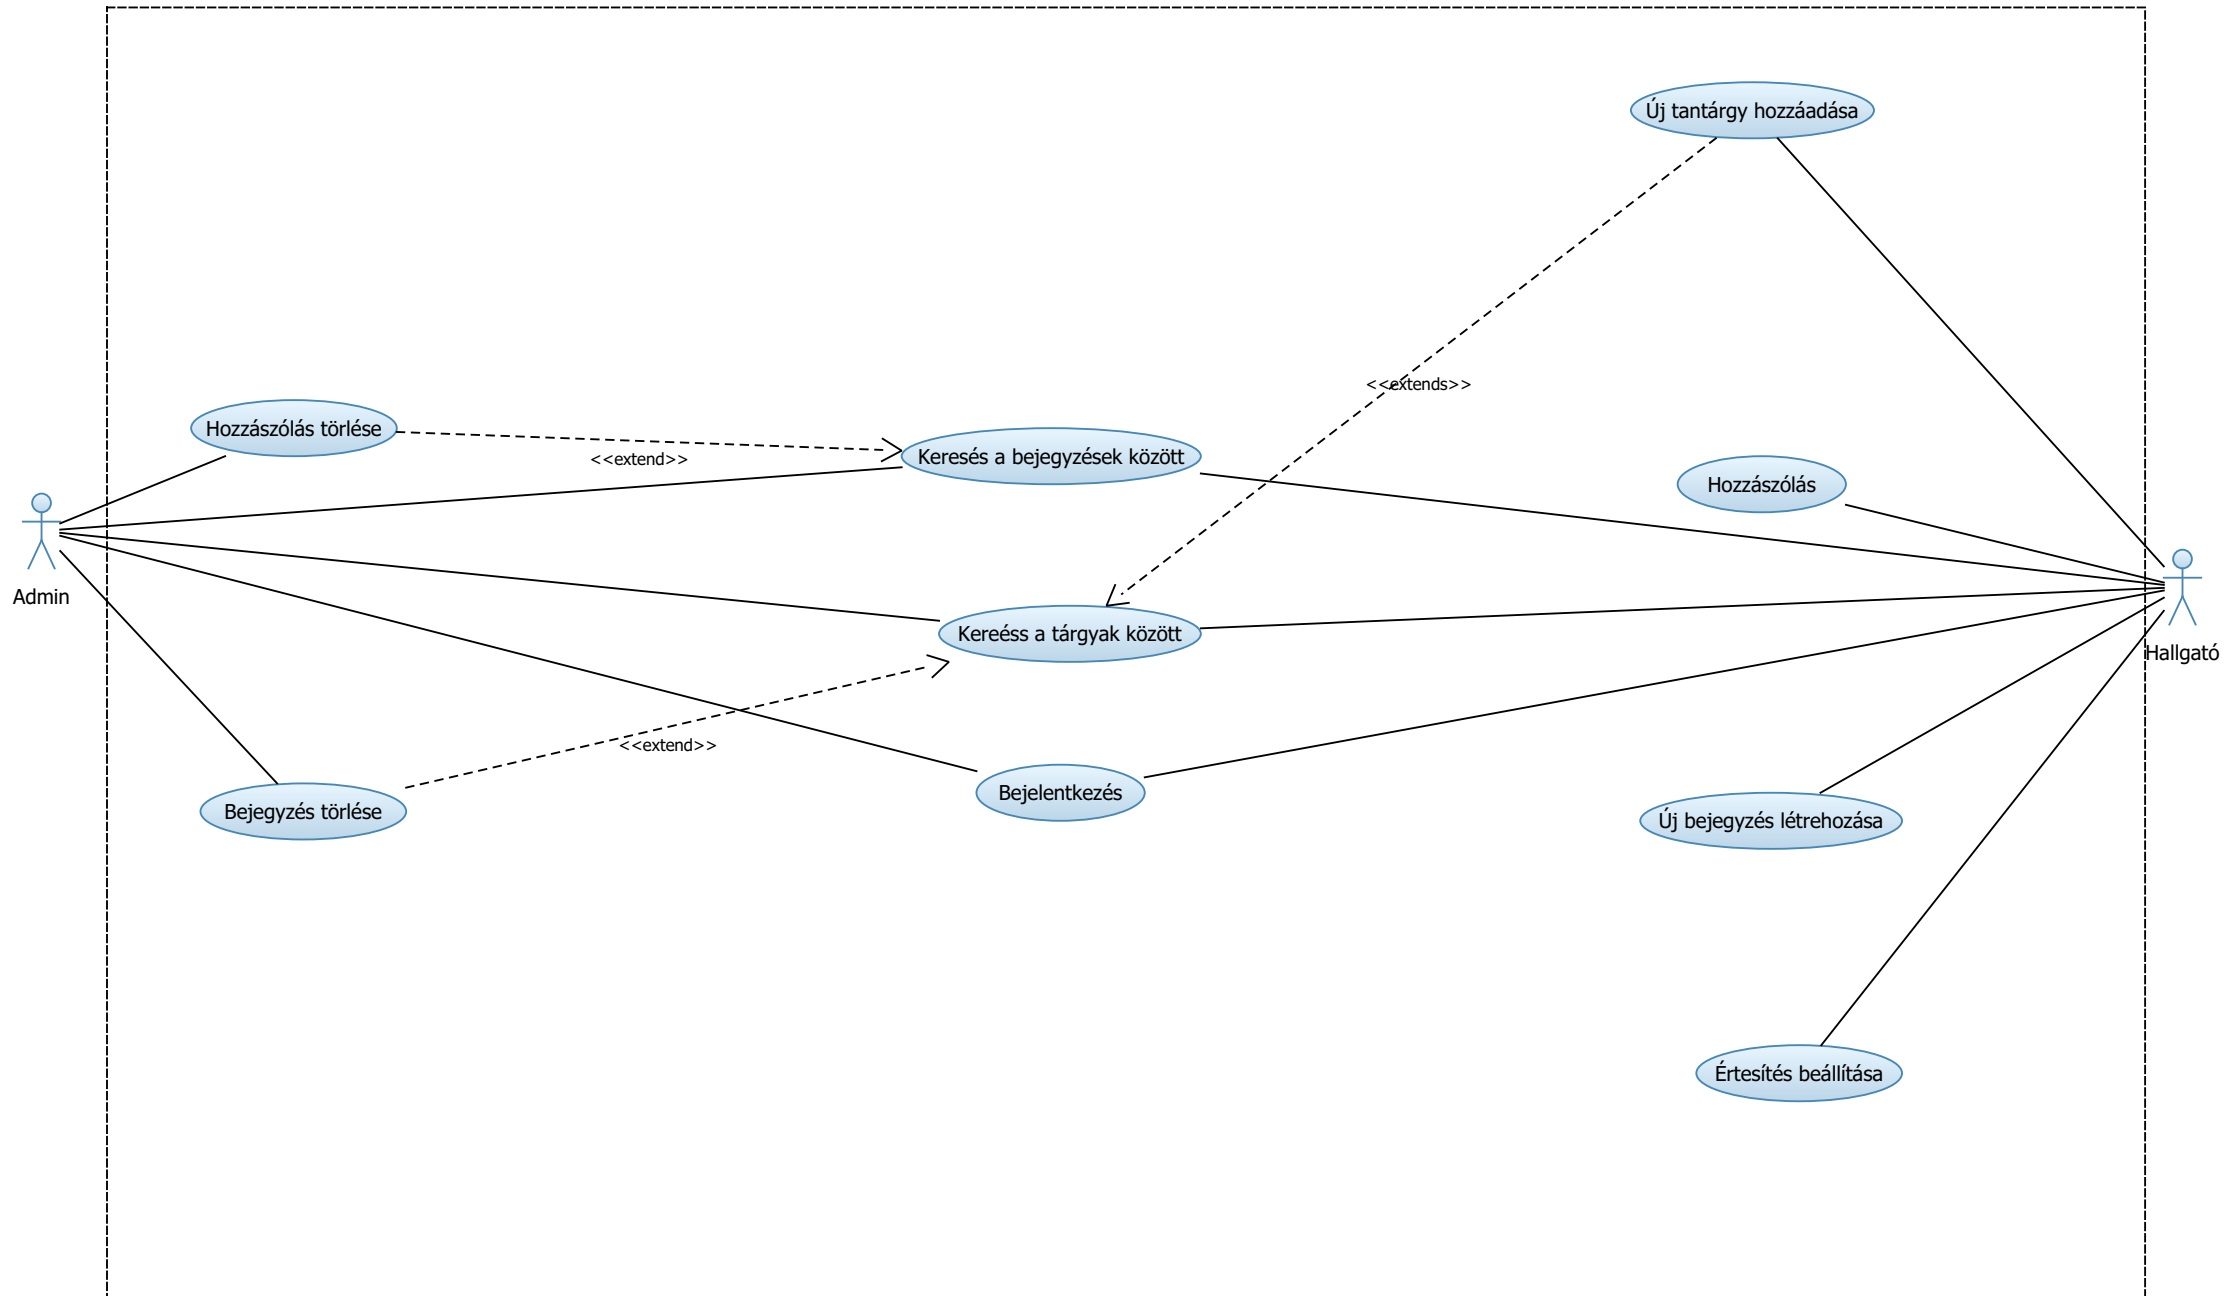 Új tantárgy hozzáadása
<<extends>>
Hozzászólás törlése
<<extend>>
Keresés a bejegyzések között
Hozzászólás
Admin
Kereéss a tárgyak között
Hallgató
<<extend>>
Bejegyzés törlése
Bejelentkezés
Új bejegyzés létrehozása
Értesítés beállítása